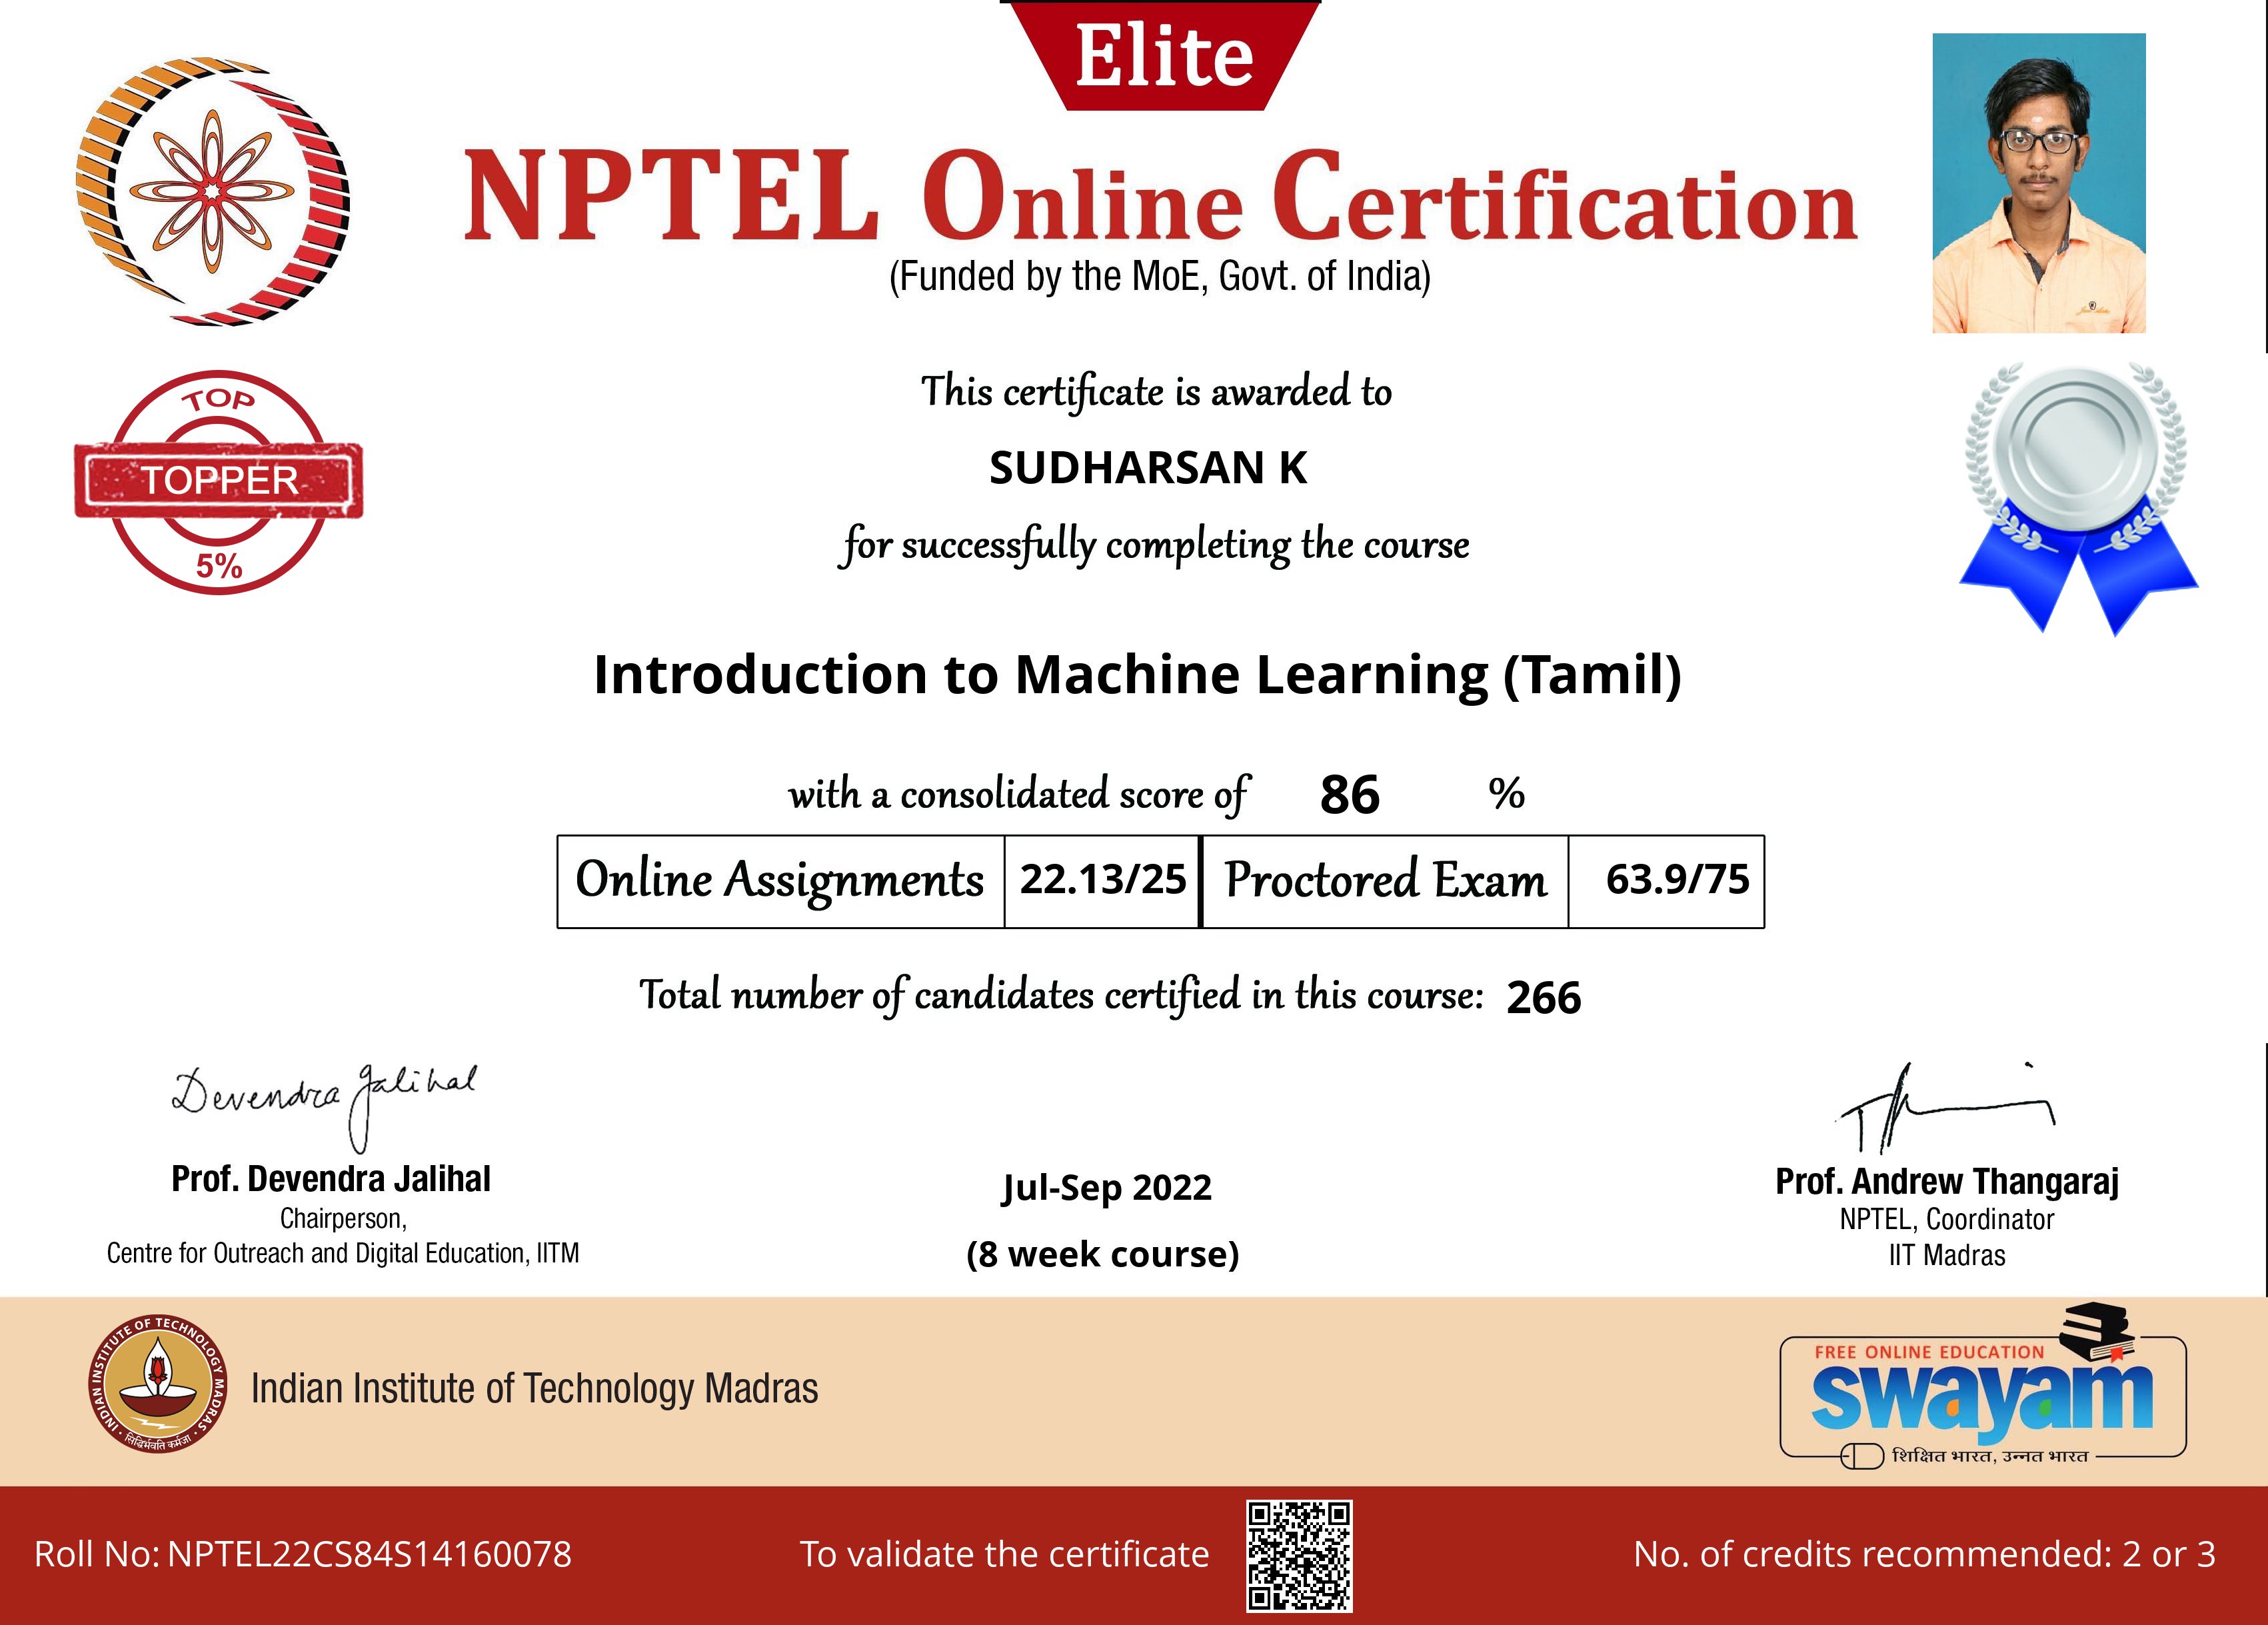 Elite
NPTEL Online Certification
(Funded by the MoE, Govt. of India)
TOP
TOPPER
5%
This certificate is awarded to
SUDHARSAN K
for successfully completing the course
Introduction to Machine Learning (Tamil)
with a consolidated score of 86 %
Online Assignments 22.13/25 Proctored Exam 63.9/75
Total number of candidates certified in this course: 266
Devendra Jalihal
Prof. Devendra Jalihal
Chairperson,
Centre for Outreach and Digital Education, IITM
Jul-Sep 2022
(8 week course)
Prof. Andrew Thangaraj
NPTEL, Coordinator
IIT Madras
INDIAN INSTITUTE OF TECHNOLOGY MADRAS
सिद्धिर्भवति कर्मजा
Indian Institute of Technology Madras
FREE ONLINE EDUCATION
swayam
शिक्षित भारत, उन्नत भारत
Roll No: NPTEL22CS84S14160078
To validate the certificate
No. of credits recommended: 2 or 3